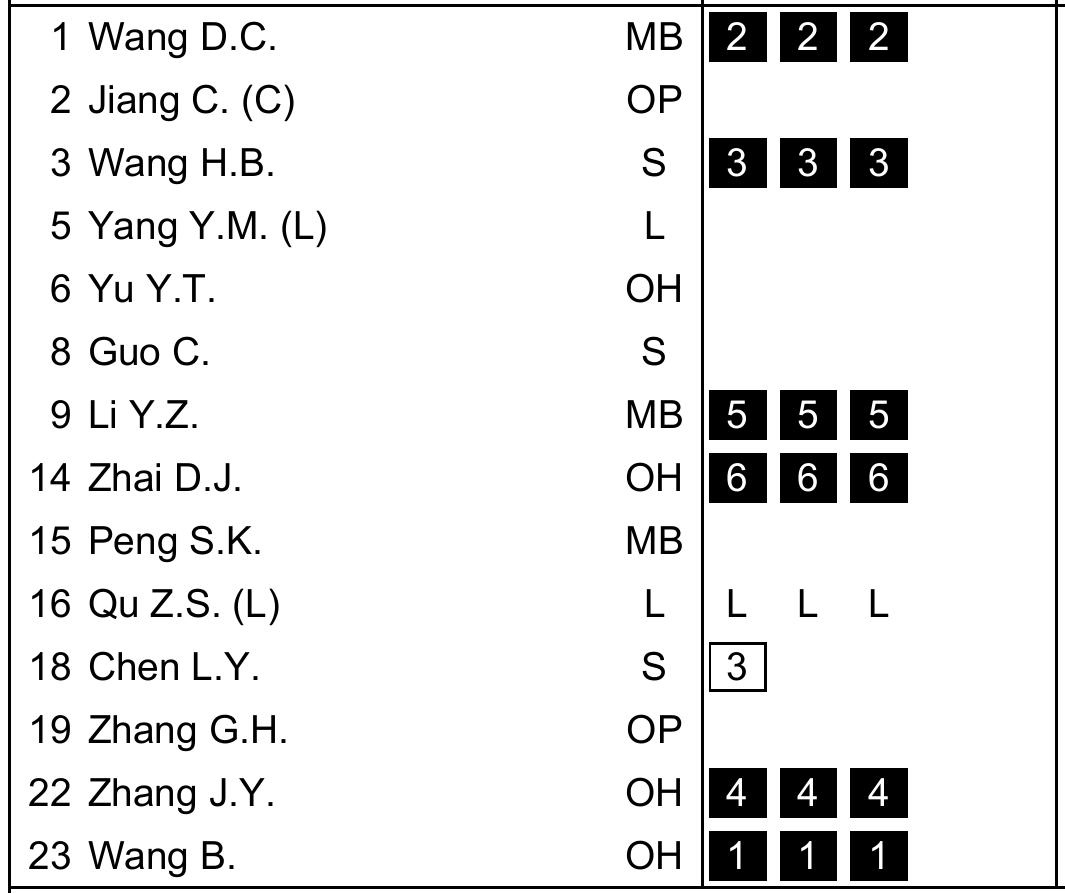 1 Wang D.C. MB 2 2 2
2 Jiang C. (C) OP
3 Wang H.B. S 3 3 3
5 Yang Y.M. (L) L
6 Yu Y.T. OH
8 Guo C. S
9 Li Y.Z. MB 5 5 5
14 Zhai D.J. OH 6 6 6
15 Peng S.K. MB
16 Qu Z.S. (L) L L L L
18 Chen L.Y. S 3
19 Zhang G.H. OP
22 Zhang J.Y. OH 4 4 4
23 Wang B. OH 1 1 1